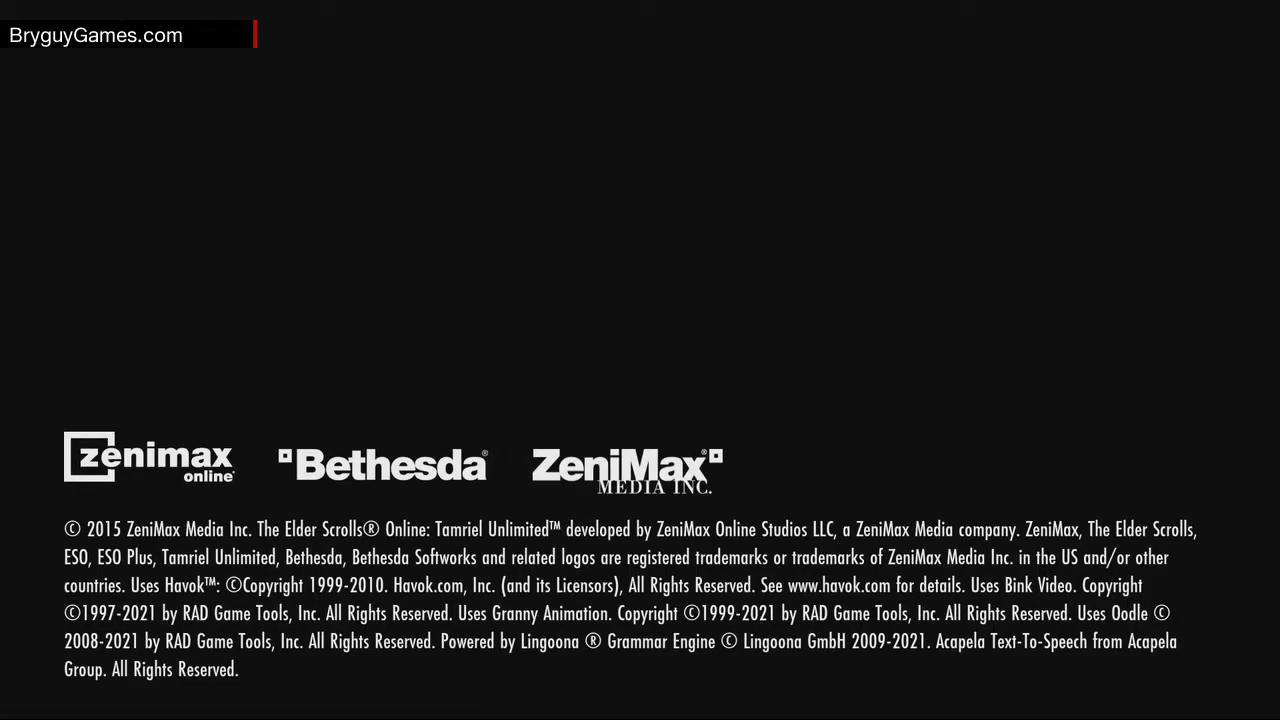 BryguyGames.com
zenimax online
Bethesda®
ZeniMax®
MEDIA INC.
© 2015 ZeniMax Media Inc. The Elder Scrolls® Online: Tamriel Unlimited™ developed by ZeniMax Online Studios LLC, a ZeniMax Media company. ZeniMax, The Elder Scrolls,
ESO, ESO Plus, Tamriel Unlimited, Bethesda, Bethesda Softworks and related logos are registered trademarks or trademarks of ZeniMax Media Inc. in the US and/or other
countries. Uses Havok™: ©Copyright 1999-2010. Havok.com, Inc. (and its Licensors), All Rights Reserved. See www.havok.com for details. Uses Bink Video. Copyright
©1997-2021 by RAD Game Tools, Inc. All Rights Reserved. Uses Granny Animation. Copyright ©1999-2021 by RAD Game Tools, Inc. All Rights Reserved. Uses Oodle ©
2008-2021 by RAD Game Tools, Inc. All Rights Reserved. Powered by Lingoona ® Grammar Engine © Lingoona GmbH 2009-2021. Acapela Text-To-Speech from Acapela
Group. All Rights Reserved.